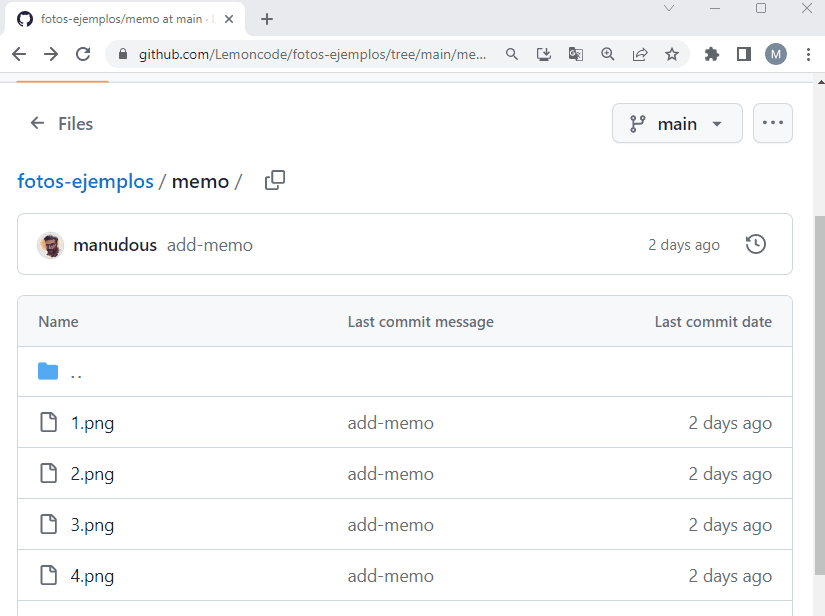 fotos-ejemplos/memo at main ·
github.com/Lemoncode/fotos-ejemplos/tree/main/me...
M
Files
main
fotos-ejemplos / memo /
manudous add-memo 2 days ago
Name Last commit message Last commit date
..
1.png add-memo 2 days ago
2.png add-memo 2 days ago
3.png add-memo 2 days ago
4.png add-memo 2 days ago